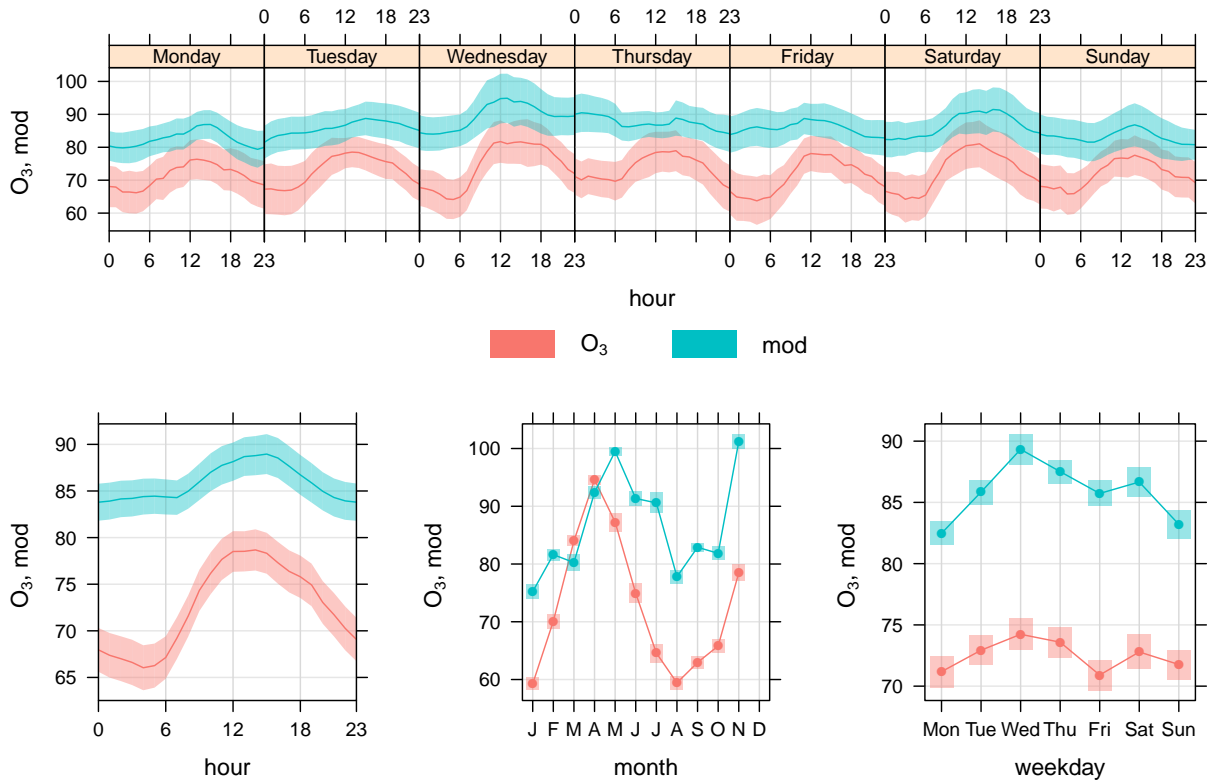 0 6 12 18 23 0 6 12 18 23 0 6 12 18 23
Monday Tuesday Wednesday Thursday Friday Saturday Sunday
100
90
80
70
60
O₃, mod
0 6 12 18 23 0 6 12 18 23 0 6 12 18 23 0 6 12 18 23
hour
O₃ mod
90
85
80
75
70
65
O₃, mod
0 6 12 18 23
hour
100
90
80
70
60
O₃, mod
J F M A M J J A S O N D
month
90
85
80
75
70
O₃, mod
Mon Tue Wed Thu Fri Sat Sun
weekday